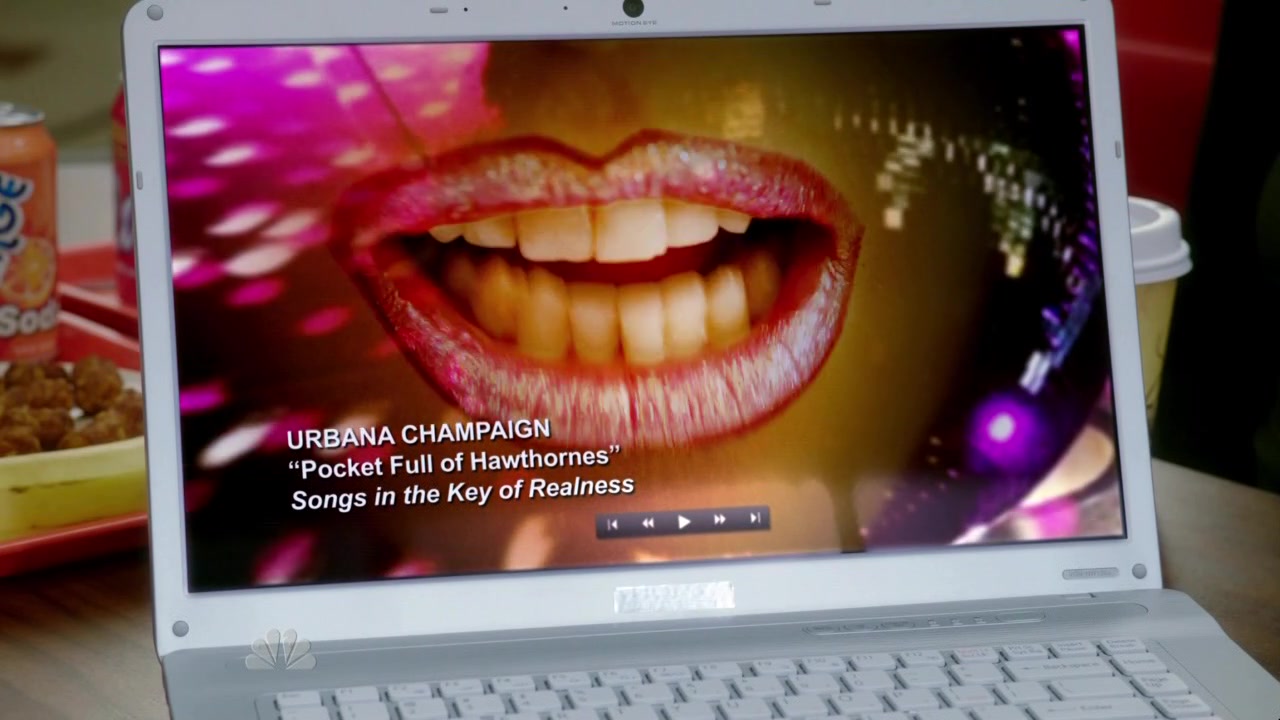 MOTION EYE
Soda
URBANA CHAMPAIGN
“Pocket Full of Hawthornes”
Songs in the Key of Realness